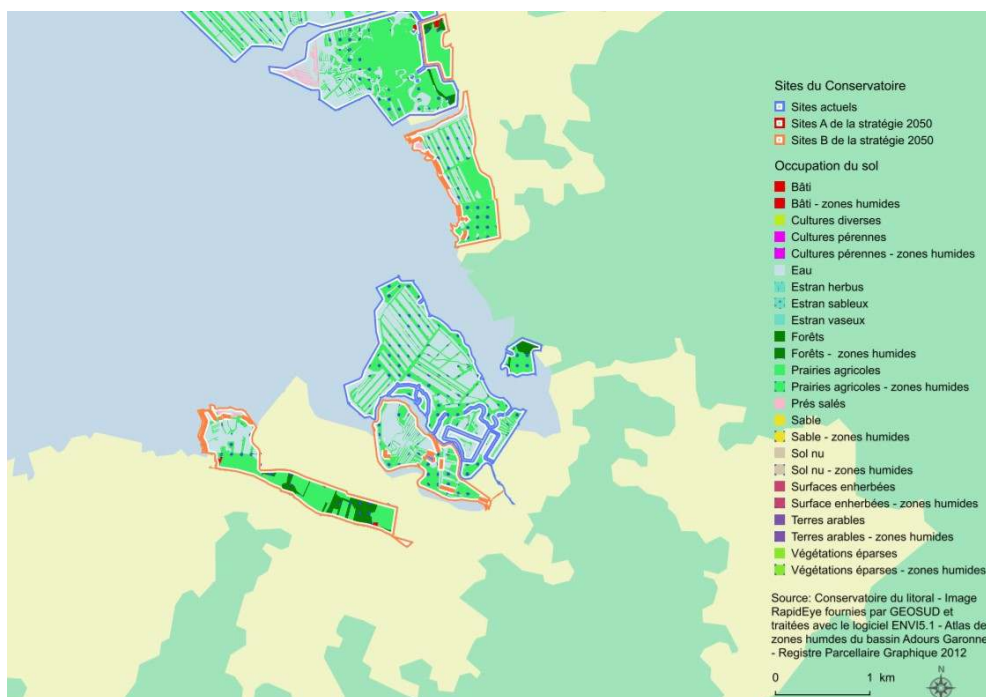 Sites du Conservatoire
Sites actuels
Sites A de la stratégie 2050
Sites B de la stratégie 2050
Occupation du sol
Bâti
Bâti - zones humides
Cultures diverses
Cultures pérennes
Cultures pérennes - zones humides
Eau
Estran herbus
Estran sableux
Estran vaseux
Forêts
Forêts - zones humides
Prairies agricoles
Prairies agricoles - zones humides
Prés salés
Sable
Sable - zones humides
Sol nu
Sol nu - zones humides
Surfaces enherbées
Surface enherbées - zones humides
Terres arables
Terres arables - zones humides
Végétations éparses
Végétations éparses - zones humides
Source: Conservatoire du litoral - Image
RapidEye fournies par GEOSUD et
traitées avec le logiciel ENVI5.1 - Atlas de
zones humdes du bassin Adours Garonne
- Registre Parcellaire Graphique 2012
0 1 km
N